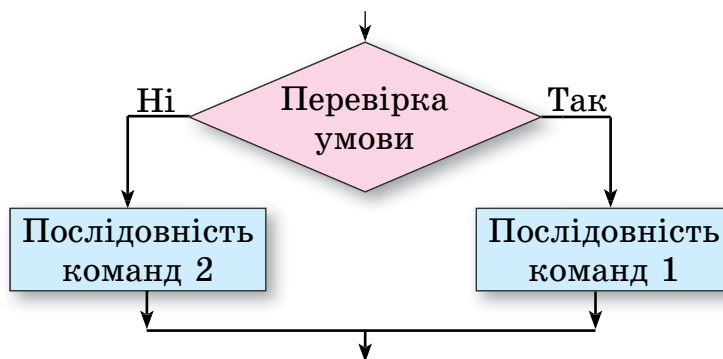 Ні
Перевірка
умови
Так
Послідовність
команд 2
Послідовність
команд 1